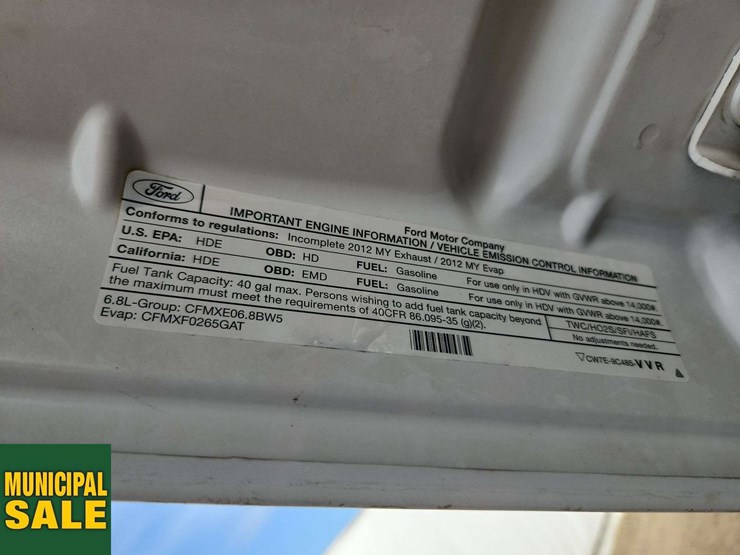 Ford
Ford Motor Company
IMPORTANT ENGINE INFORMATION / VEHICLE EMISSION CONTROL INFORMATION
Conforms to regulations: Incomplete 2012 MY Exhaust / 2012 MY Evap
U.S. EPA: HDE OBD: HD FUEL: Gasoline For use only in HDV with GVWR above 14,000#.
California: HDE OBD: EMD FUEL: Gasoline For use only in HDV with GVWR above 14,000#.
Fuel Tank Capacity: 40 gal max. Persons wishing to add fuel tank capacity beyond
the maximum must meet the requirements of 40CFR 86.095-35 (g)(2).
TWC/HO2S/SFI/HAFS
No adjustments needed.
6.8L-Group: CFMXE06.8BW5
Evap: CFMXF0265GAT
CW7E-9C485-VVR
MUNICIPAL
SALE